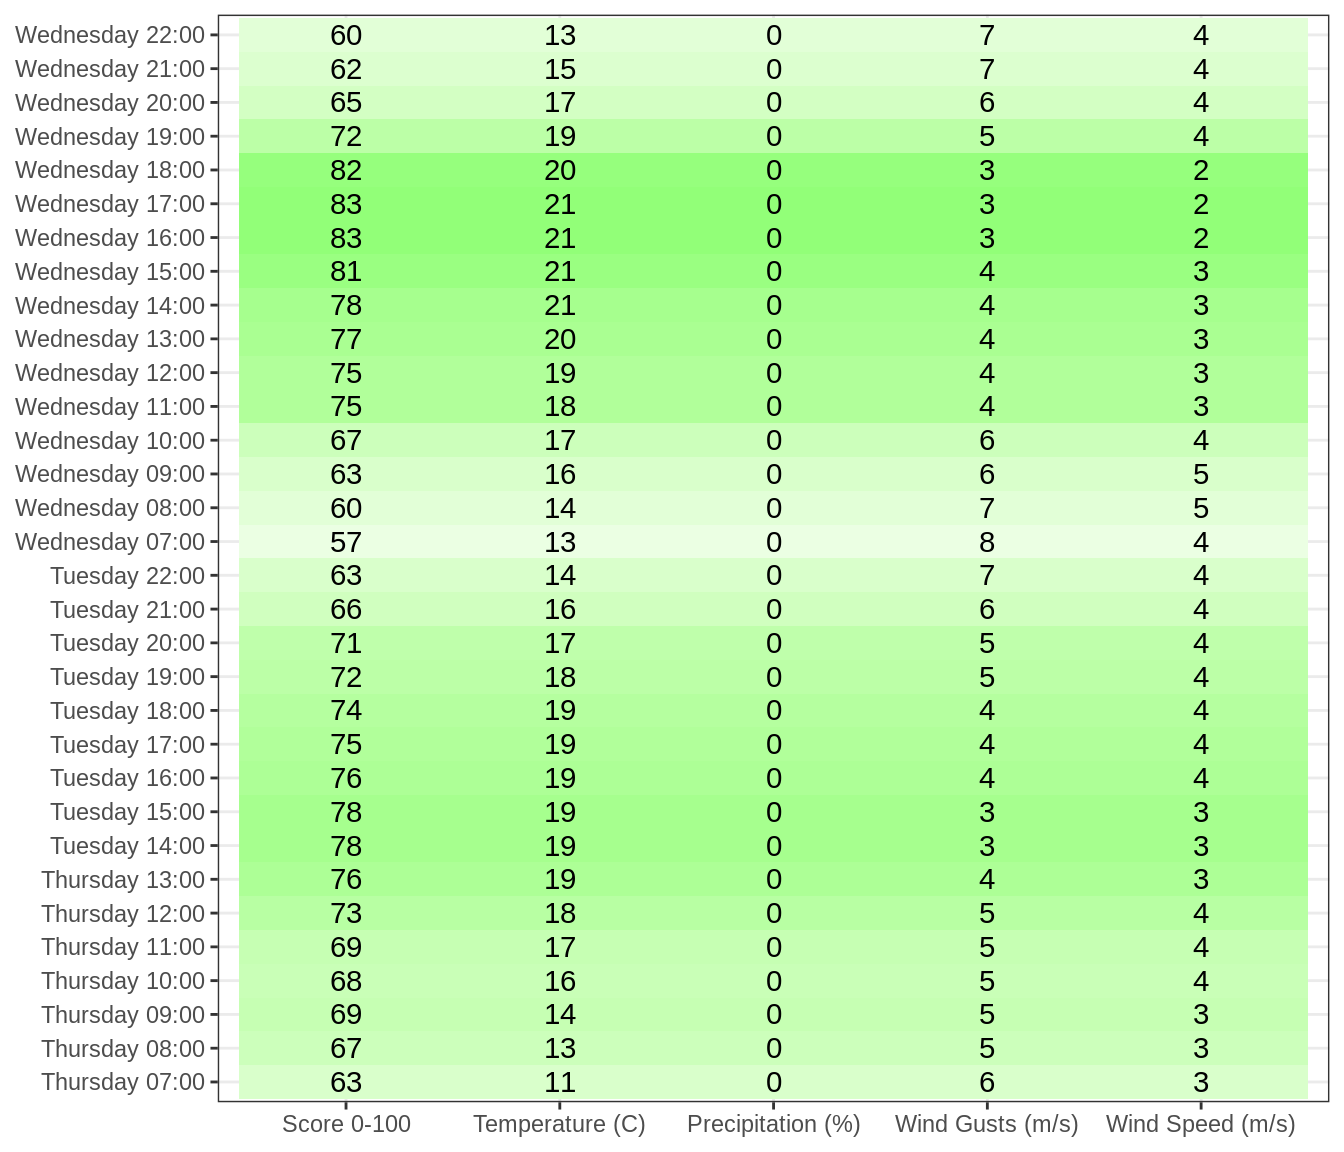 Wednesday 22:00 60 13 0 7 4
Wednesday 21:00 62 15 0 7 4
Wednesday 20:00 65 17 0 6 4
Wednesday 19:00 72 19 0 5 4
Wednesday 18:00 82 20 0 3 2
Wednesday 17:00 83 21 0 3 2
Wednesday 16:00 83 21 0 3 2
Wednesday 15:00 81 21 0 4 3
Wednesday 14:00 78 21 0 4 3
Wednesday 13:00 77 20 0 4 3
Wednesday 12:00 75 19 0 4 3
Wednesday 11:00 75 18 0 4 3
Wednesday 10:00 67 17 0 6 4
Wednesday 09:00 63 16 0 6 5
Wednesday 08:00 60 14 0 7 5
Wednesday 07:00 57 13 0 8 4
Tuesday 22:00 63 14 0 7 4
Tuesday 21:00 66 16 0 6 4
Tuesday 20:00 71 17 0 5 4
Tuesday 19:00 72 18 0 5 4
Tuesday 18:00 74 19 0 4 4
Tuesday 17:00 75 19 0 4 4
Tuesday 16:00 76 19 0 4 4
Tuesday 15:00 78 19 0 3 3
Tuesday 14:00 78 19 0 3 3
Thursday 13:00 76 19 0 4 3
Thursday 12:00 73 18 0 5 4
Thursday 11:00 69 17 0 5 4
Thursday 10:00 68 16 0 5 4
Thursday 09:00 69 14 0 5 3
Thursday 08:00 67 13 0 5 3
Thursday 07:00 63 11 0 6 3
Score 0-100 Temperature (C) Precipitation (%) Wind Gusts (m/s) Wind Speed (m/s)